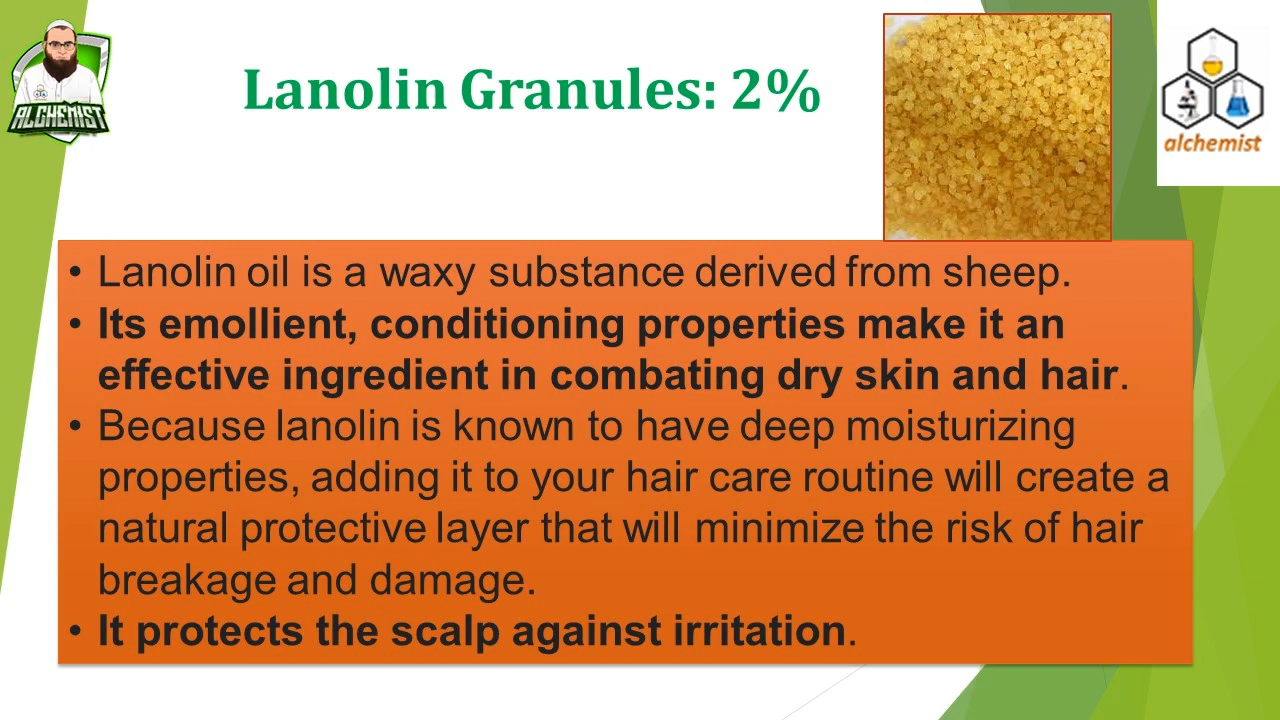 ALCHEMIST
Lanolin Granules: 2%
alchemist
• Lanolin oil is a waxy substance derived from sheep.
• Its emollient, conditioning properties make it an
effective ingredient in combating dry skin and hair.
• Because lanolin is known to have deep moisturizing
properties, adding it to your hair care routine will create a
natural protective layer that will minimize the risk of hair
breakage and damage.
• It protects the scalp against irritation.